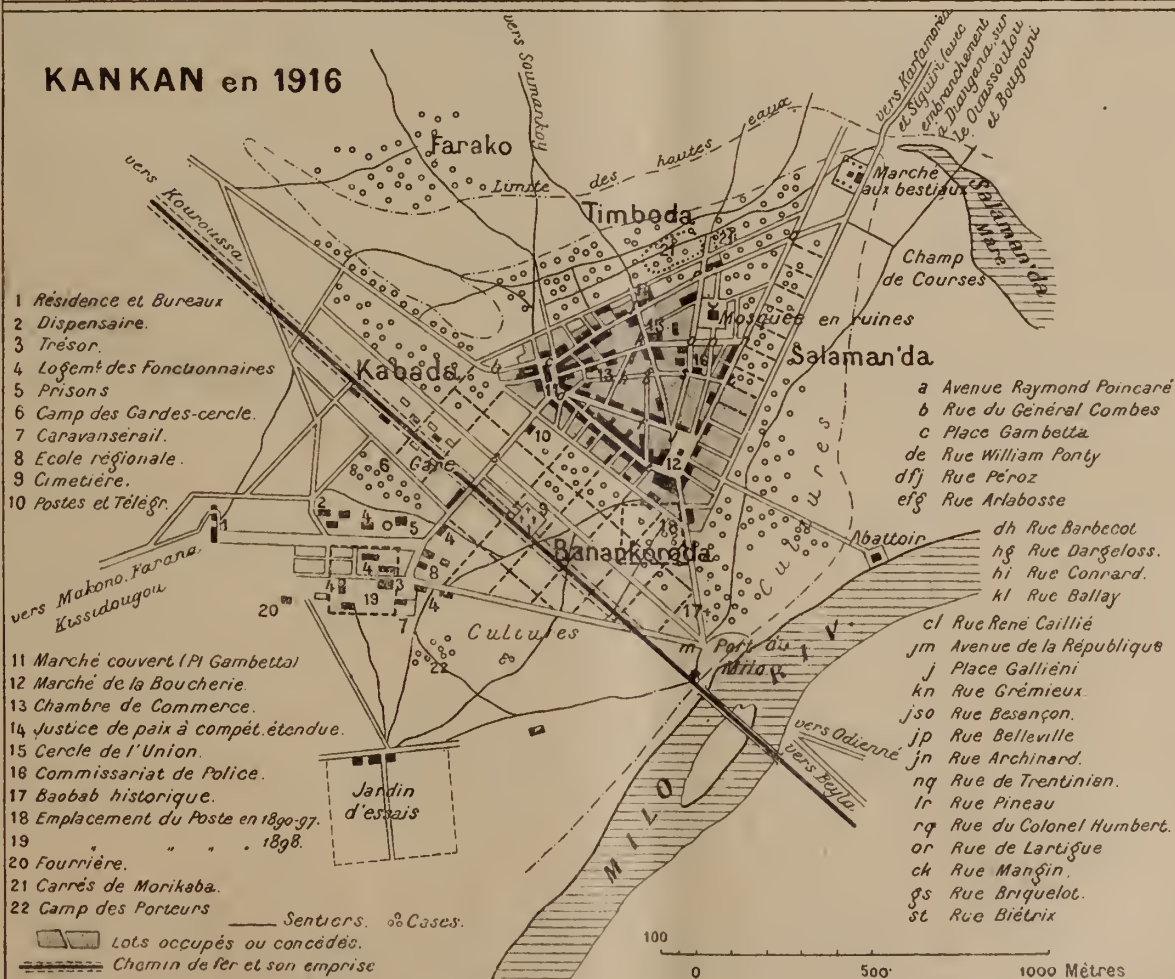 KANKAN en 1916
vers Soumankoy
vers Karfamoréa
et Siguiri (avec
embranchement
à Diangana, sur
le Ouassoulou
et Bougouni
Farako
Limite des hautes eaux
vers Kouroussa
Timboda
21
21
Marché
aux bestiaux
Salaman'da
Mare
Champ
de Courses
Mosquée en ruines
Kabada
Salaman'da
Gare
Banankoroda
Cultures
Abattoir
Cultures
Port du
Milo
MILO RIV.
vers Odienné
vers Beyla
vers Makono, Farana,
Kissidougou
Jardin
d'essais
1 Résidence et Bureaux
2 Dispensaire.
3 Trésor.
4 Logemt des Fonctionnaires
5 Prisons
6 Camp des Gardes-cercle.
7 Caravansérail.
8 Ecole régionale.
9 Cimetière.
10 Postes et Télégr.
11 Marché couvert (Pl Gambetta)
12 Marché de la Boucherie.
13 Chambre de Commerce.
14 Justice de paix à compét. étendue.
15 Cercle de l'Union.
16 Commissariat de Police.
17 Baobab historique.
18 Emplacement du Poste en 1890-97.
19 " " " . 1898.
20 Fourrière.
21 Carrés de Morikaba.
22 Camp des Porteurs
Sentiers. Cases.
Lots occupés ou concédés.
Chemin de fer et son emprise
a Avenue Raymond Poincaré
b Rue du Général Combes
c Place Gambetta
de Rue William Ponty
dfj Rue Péroz
efg Rue Arlabosse
dh Rue Barbecot
hg Rue Dargeloss.
hi Rue Conrard.
kl Rue Ballay
cl Rue René Caillié
jm Avenue de la République
j Place Galliéni
kn Rue Grémieux.
jso Rue Besançon.
jp Rue Belleville
jn Rue Archinard.
nq Rue de Trentinian.
lr Rue Pineau
rq Rue du Colonel Humbert.
or Rue de Lartigue
ck Rue Mangin.
gs Rue Briquelot.
st Rue Biétrix
100 0 500 1000 Mètres